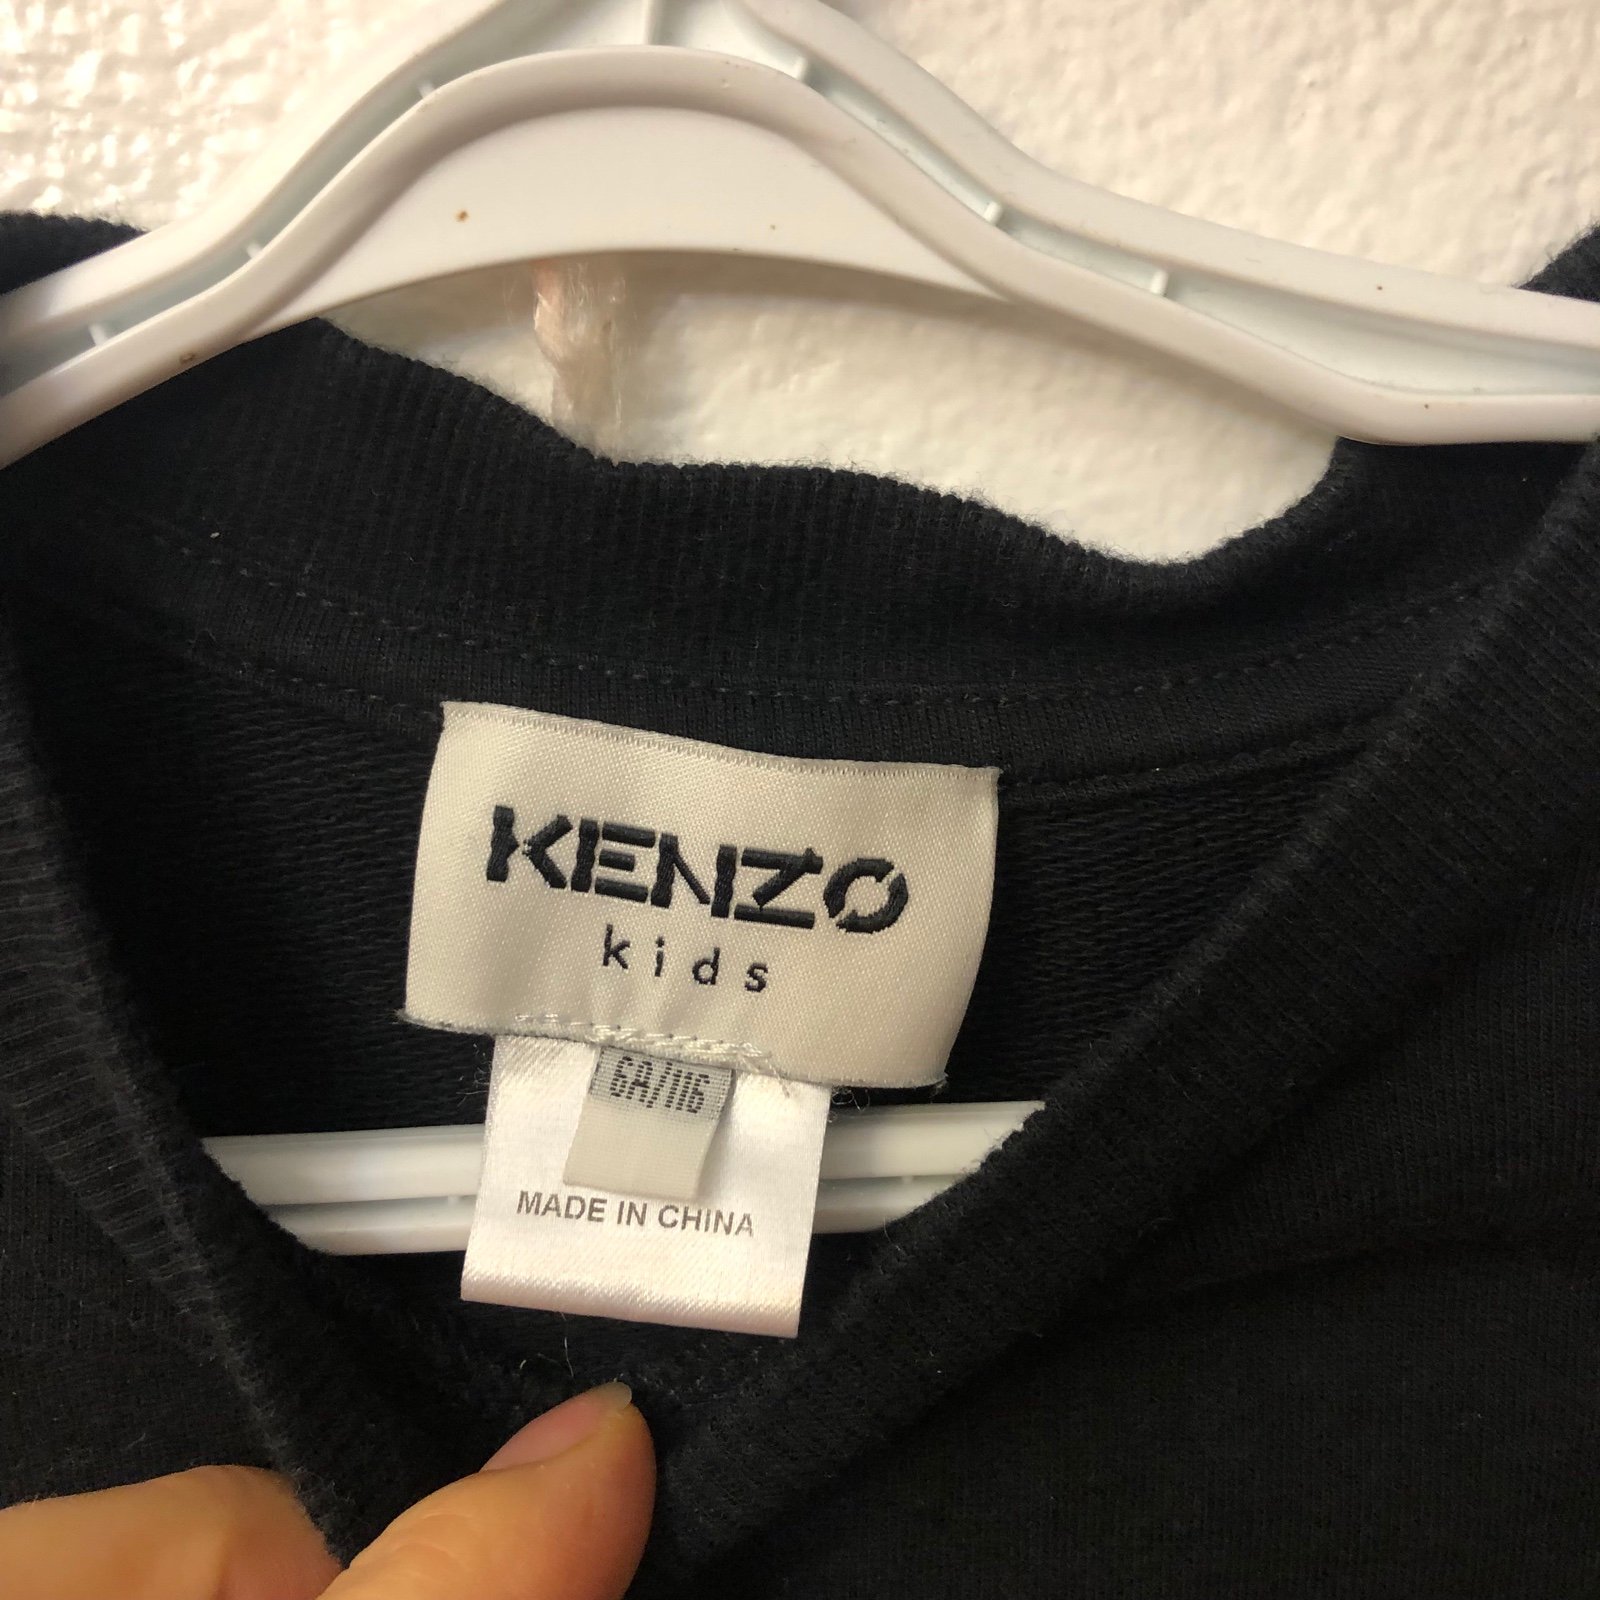 KENZO
kids
6A/116
MADE IN CHINA